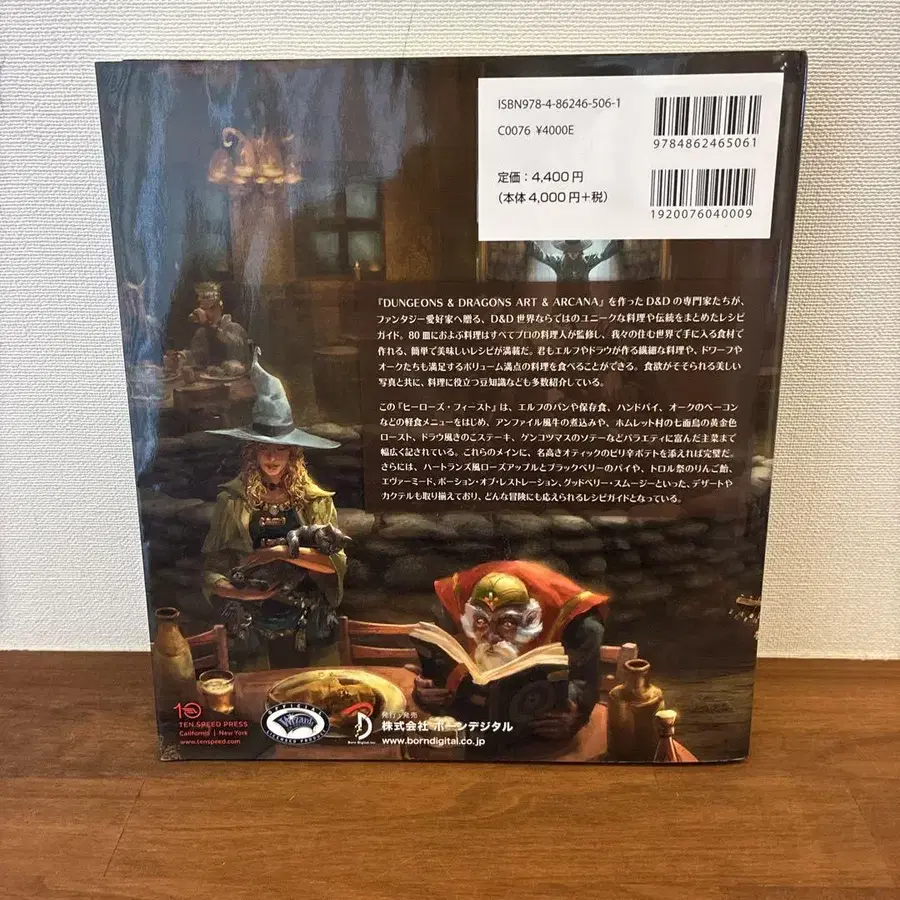 ISBN978-4-86246-506-1
C0076 ¥4000E
9784862465061
定価:4,400円
(本体4,000円+税)
1920076040009
『DUNGEONS & DRAGONS ART & ARCANA』を作ったD&Dの専門家たちが、
ファンタジー愛好家へ贈る、D&D世界ならではのユニークな料理や伝統をまとめたレシピ
ガイド。80皿におよぶ料理はすべてプロの料理人が監修し、我々の住む世界で手に入る食材で
作れる、簡単で美味しいレシピが満載だ。君もエルフやドラウが作る繊細な料理や、ドワーフや
オークたちも満足するボリューム満点の料理を食べることができる。食欲がそそられる美しい
写真と共に、料理に役立つ豆知識なども多数紹介している。
この『ヒーローズ・フィースト』は、エルフのパンや保存食、ハンドパイ、オークのベーコン
などの軽食メニューをはじめ、アンファイル風牛の煮込みや、ホムレット村の七面鳥の黄金色
ロースト、ドラウ風きのこステーキ、ゲンコツマスのソテーなどバラエティに富んだ主菜まで
幅広く記されている。これらのメインに、名高きオティックのピリ辛ポテトを添えれば完璧だ。
さらには、ハートランズ風ローズアップルとブラックベリーのパイや、トロル祭のりんご飴、
エヴァーミード、ポーション・オブ・レストレーション、グッドベリー・スムージーといった、デザートや
カクテルも取り揃えており、どんな冒険にも応えられるレシピガイドとなっている。
TEN SPEED PRESS
California | New York
www.tenspeed.com
OFFICIAL
Wizards
LICENSED PRODUCT
Born Digital, Inc.
発行・発売
株式会社 ボーンデジタル
www.borndigital.co.jp